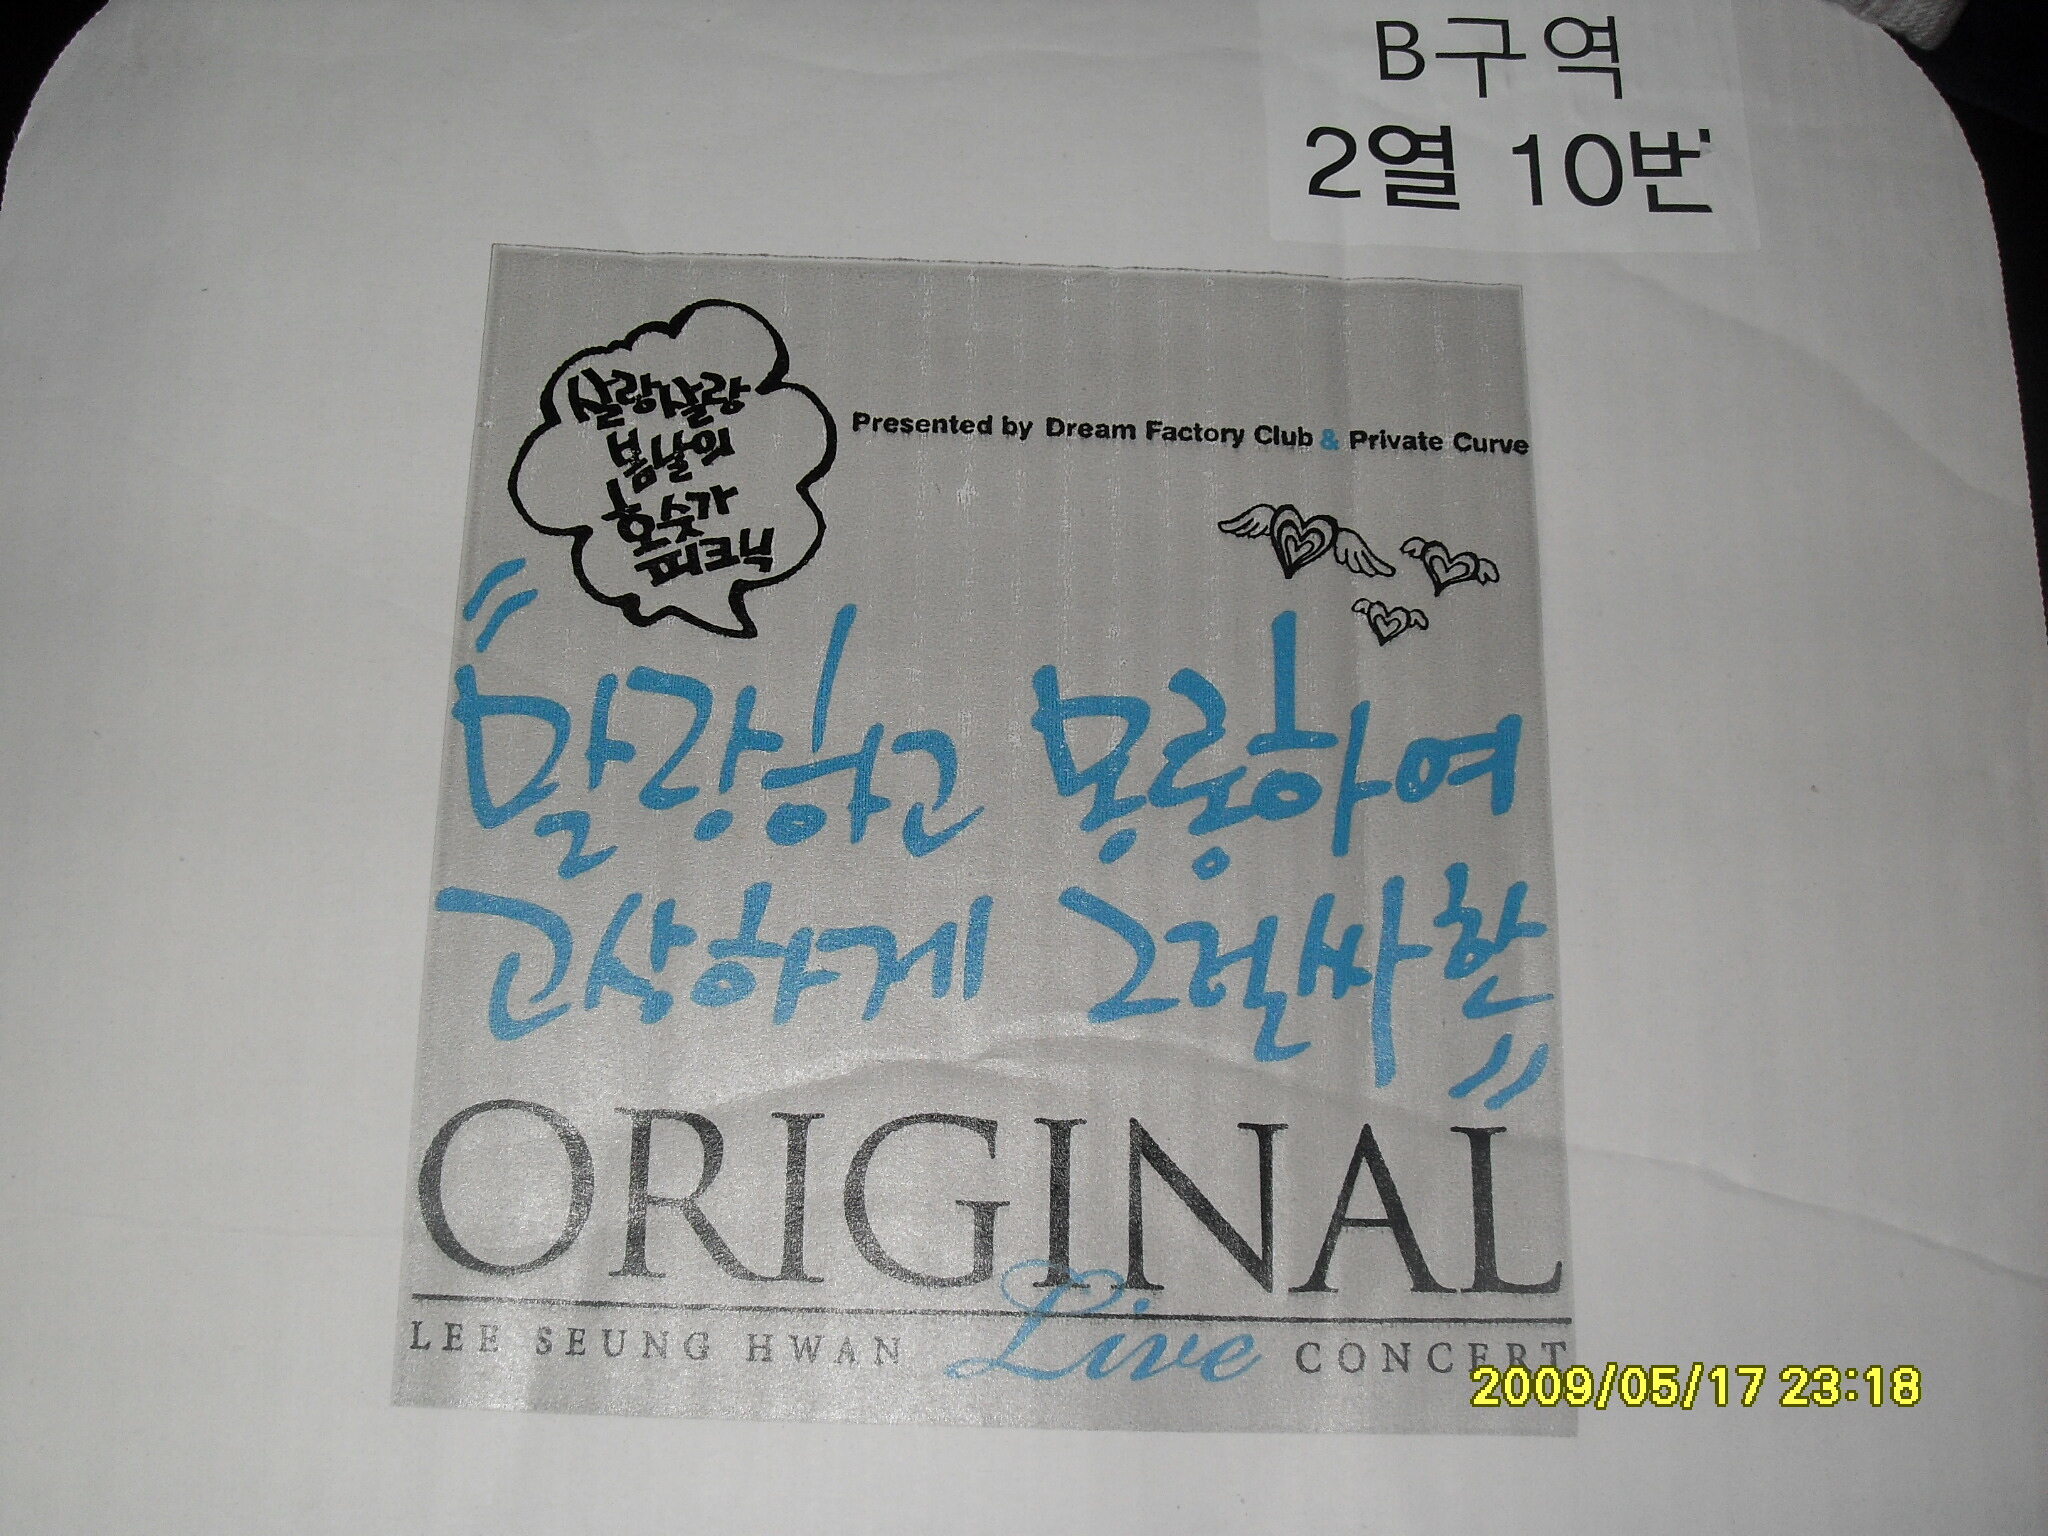 B구역
2열 10번
살랑살랑
봄날의
호숫가
피크닉
Presented by Dream Factory Club & Private Curve
"말랑하고 몽롱하여
고상하게 그럴싸한"
ORIGINAL
LEE SEUNG HWAN Live CONCERT
2009/05/17 23:18